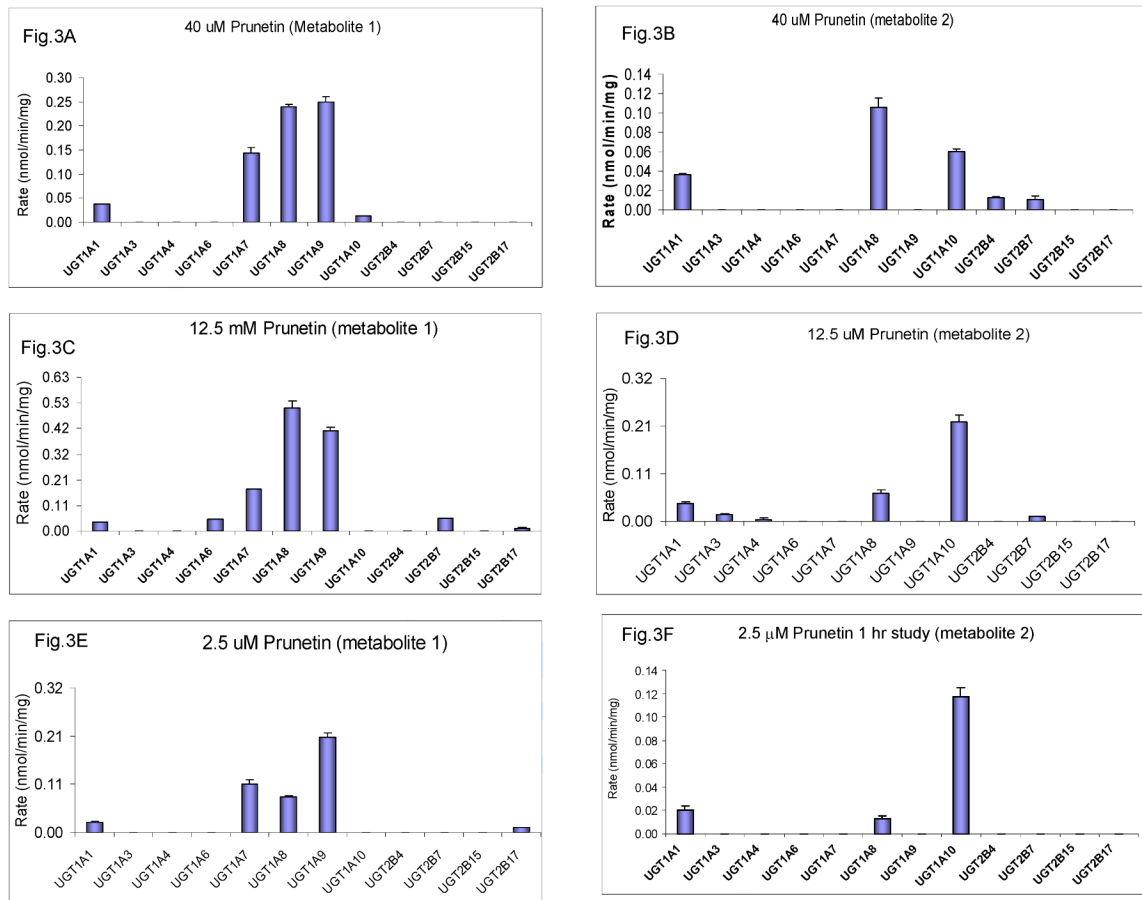 Fig.3A
40 uM Prunetin (Metabolite 1)
Rate (nmol/min/mg)
0.30
0.25
0.20
0.15
0.10
0.05
0.00
UGT1A1
UGT1A3
UGT1A4
UGT1A6
UGT1A7
UGT1A8
UGT1A9
UGT1A10
UGT2B4
UGT2B7
UGT2B15
UGT2B17
Fig.3B
40 uM Prunetin (metabolite 2)
Rate (nmol/min/mg)
0.14
0.12
0.10
0.08
0.06
0.04
0.02
0.00
UGT1A1
UGT1A3
UGT1A4
UGT1A6
UGT1A7
UGT1A8
UGT1A9
UGT1A10
UGT2B4
UGT2B7
UGT2B15
UGT2B17
Fig.3C
12.5 mM Prunetin (metabolite 1)
Rate (nmol/min/mg)
0.63
0.53
0.42
0.32
0.21
0.11
0.00
UGT1A1
UGT1A3
UGT1A4
UGT1A6
UGT1A7
UGT1A8
UGT1A9
UGT1A10
UGT2B4
UGT2B7
UGT2B15
UGT2B17
Fig.3D
12.5 uM Prunetin (metabolite 2)
Rate (nmol/min/mg)
0.32
0.21
0.11
0.00
UGT1A1
UGT1A3
UGT1A4
UGT1A6
UGT1A7
UGT1A8
UGT1A9
UGT1A10
UGT2B4
UGT2B7
UGT2B15
UGT2B17
Fig.3E
2.5 uM Prunetin (metabolite 1)
Rate (nmol/min/mg)
0.32
0.21
0.11
0.00
UGT1A1
UGT1A3
UGT1A4
UGT1A6
UGT1A7
UGT1A8
UGT1A9
UGT1A10
UGT2B4
UGT2B7
UGT2B15
UGT2B17
Fig.3F
2.5 μM Prunetin 1 hr study (metabolite 2)
Rate (nmol/min/mg)
0.14
0.12
0.10
0.08
0.06
0.04
0.02
0.00
UGT1A1
UGT1A3
UGT1A4
UGT1A6
UGT1A7
UGT1A8
UGT1A9
UGT1A10
UGT2B4
UGT2B7
UGT2B15
UGT2B17